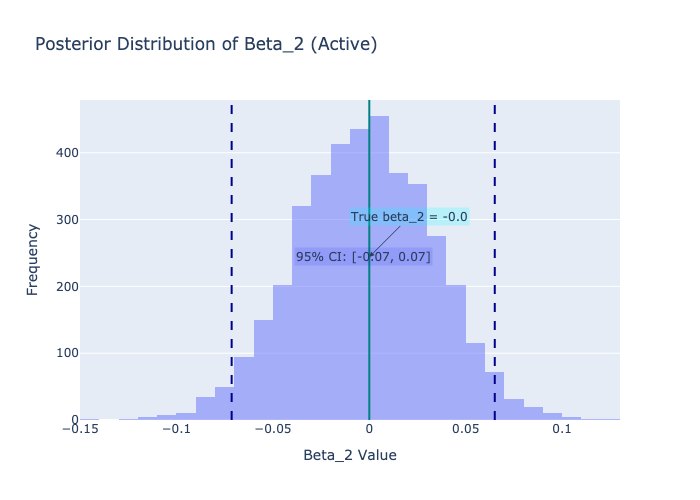 Posterior Distribution of Beta_2 (Active)
400
True beta_2 = -0.0
300
95% CI: [-0.07, 0.07]
200
100
0
−0.15 −0.1 −0.05 0 0.05 0.1
Beta_2 Value
Frequency